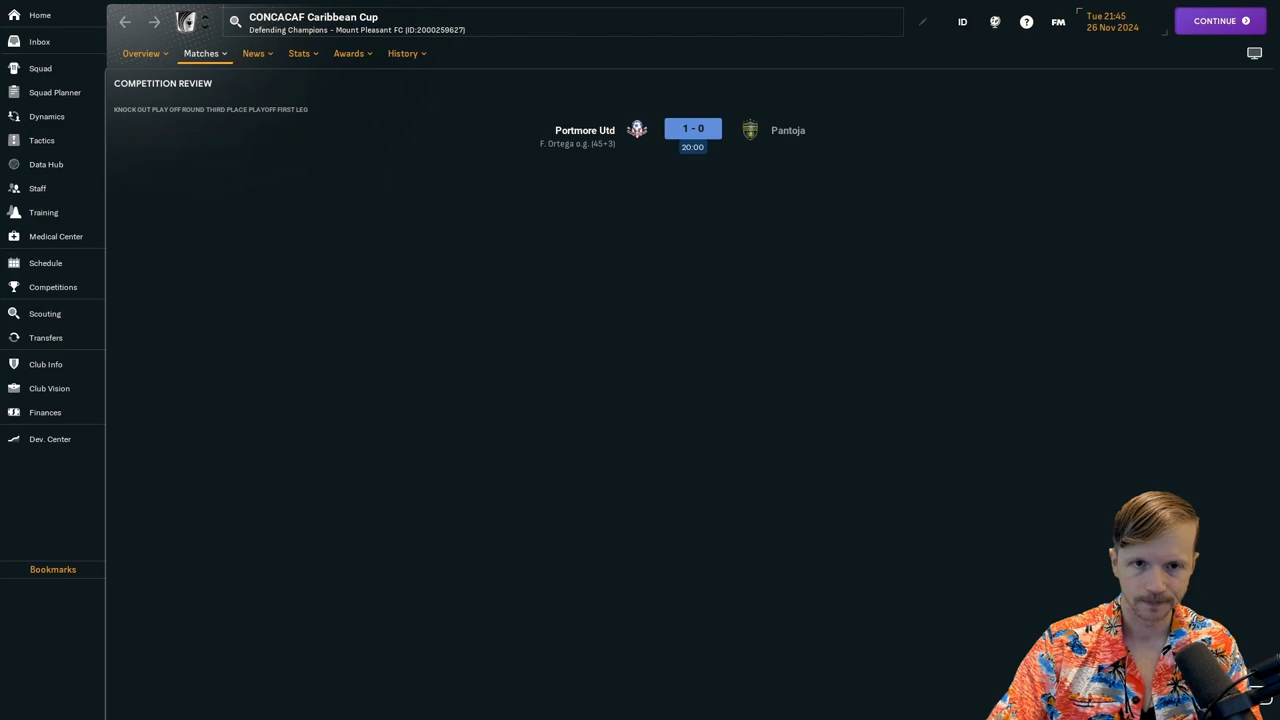 Home
Inbox
Squad
Squad Planner
Dynamics
Tactics
Data Hub
Staff
Training
Medical Center
Schedule
Competitions
Scouting
Transfers
Club Info
Club Vision
Finances
Dev. Center
Bookmarks
CONCACAF Caribbean Cup
Defending Champions - Mount Pleasant FC (ID:2000259627)
ID
?
FM
Tue 21:45
26 Nov 2024
CONTINUE
Overview
Matches
News
Stats
Awards
History
COMPETITION REVIEW
KNOCK OUT PLAY OFF ROUND THIRD PLACE PLAYOFF FIRST LEG
Portmore Utd 1 - 0 Pantoja
F. Ortega o.g. (45+3) 20:00